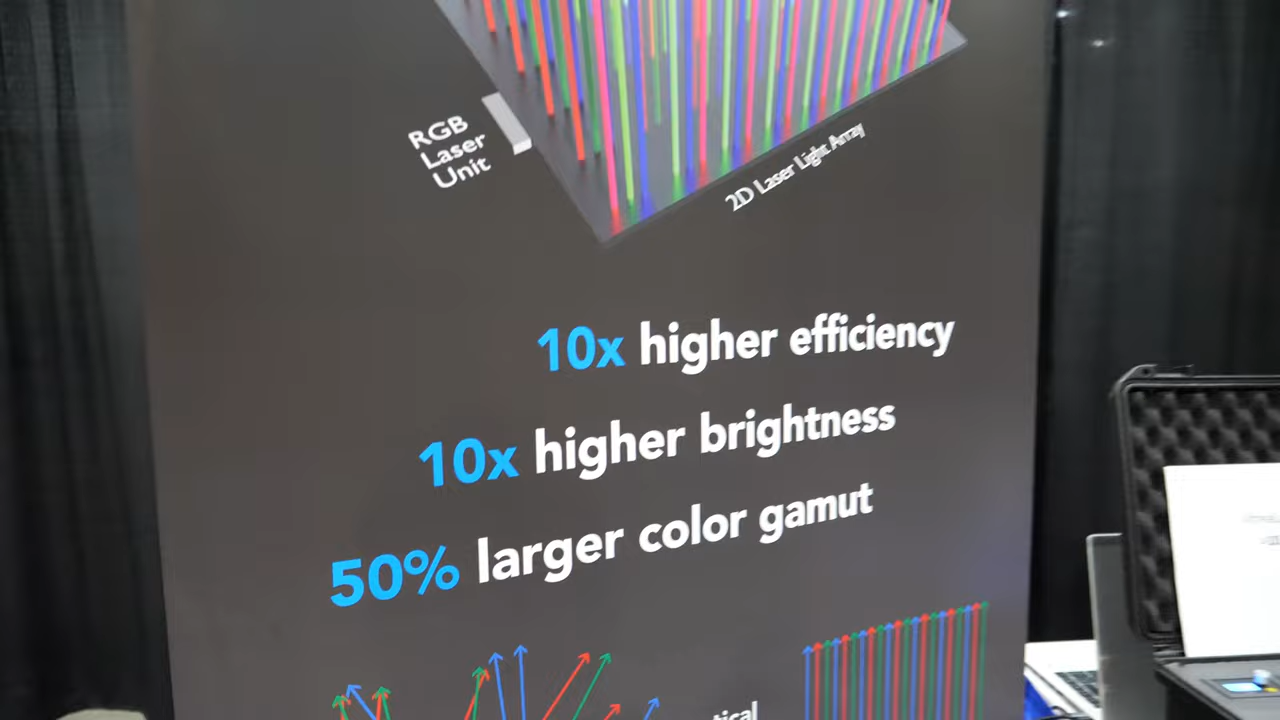 RGB
Laser
Unit
2D Laser Light Array
10x higher efficiency
10x higher brightness
50% larger color gamut